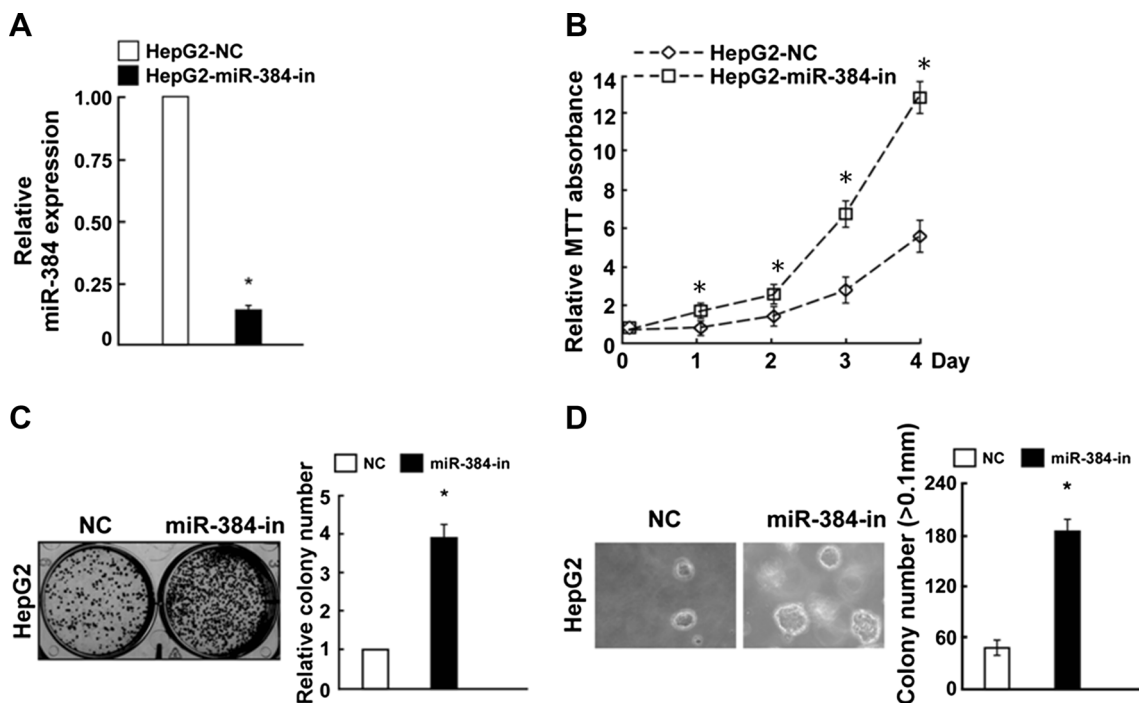 A
HepG2-NC
HepG2-miR-384-in
Relative
miR-384 expression
1.00
0.75
0.50
0.25
0
*
B
HepG2-NC
HepG2-miR-384-in
Relative MTT absorbance
14
12
10
8
6
4
2
0
* * * *
0 1 2 3 4 Day
C
NC miR-384-in
HepG2
NC miR-384-in
Relative colony number
5
4
3
2
1
0
*
D
NC miR-384-in
HepG2
NC miR-384-in
Colony number (>0.1mm)
240
180
120
60
0
*